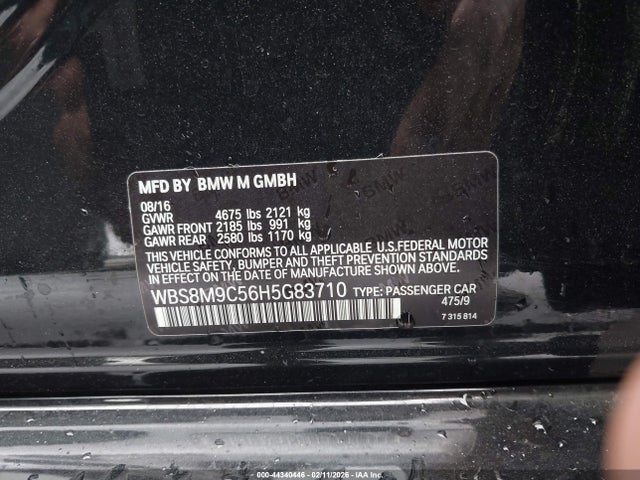 MFD BY BMW M GMBH
08/16
GVWR 4675 lbs 2121 kg
GAWR FRONT 2185 lbs 991 kg
GAWR REAR 2580 lbs 1170 kg
THIS VEHICLE CONFORMS TO ALL APPLICABLE U.S.FEDERAL MOTOR
VEHICLE SAFETY, BUMPER AND THEFT PREVENTION STANDARDS
IN EFFECT ON THE DATE OF MANUFACTURE SHOWN ABOVE.
WBS8M9C56H5G83710 TYPE: PASSENGER CAR
475/9
7 315 814
000-44340446 - 02/11/2026 - COPYRIGHT IAA